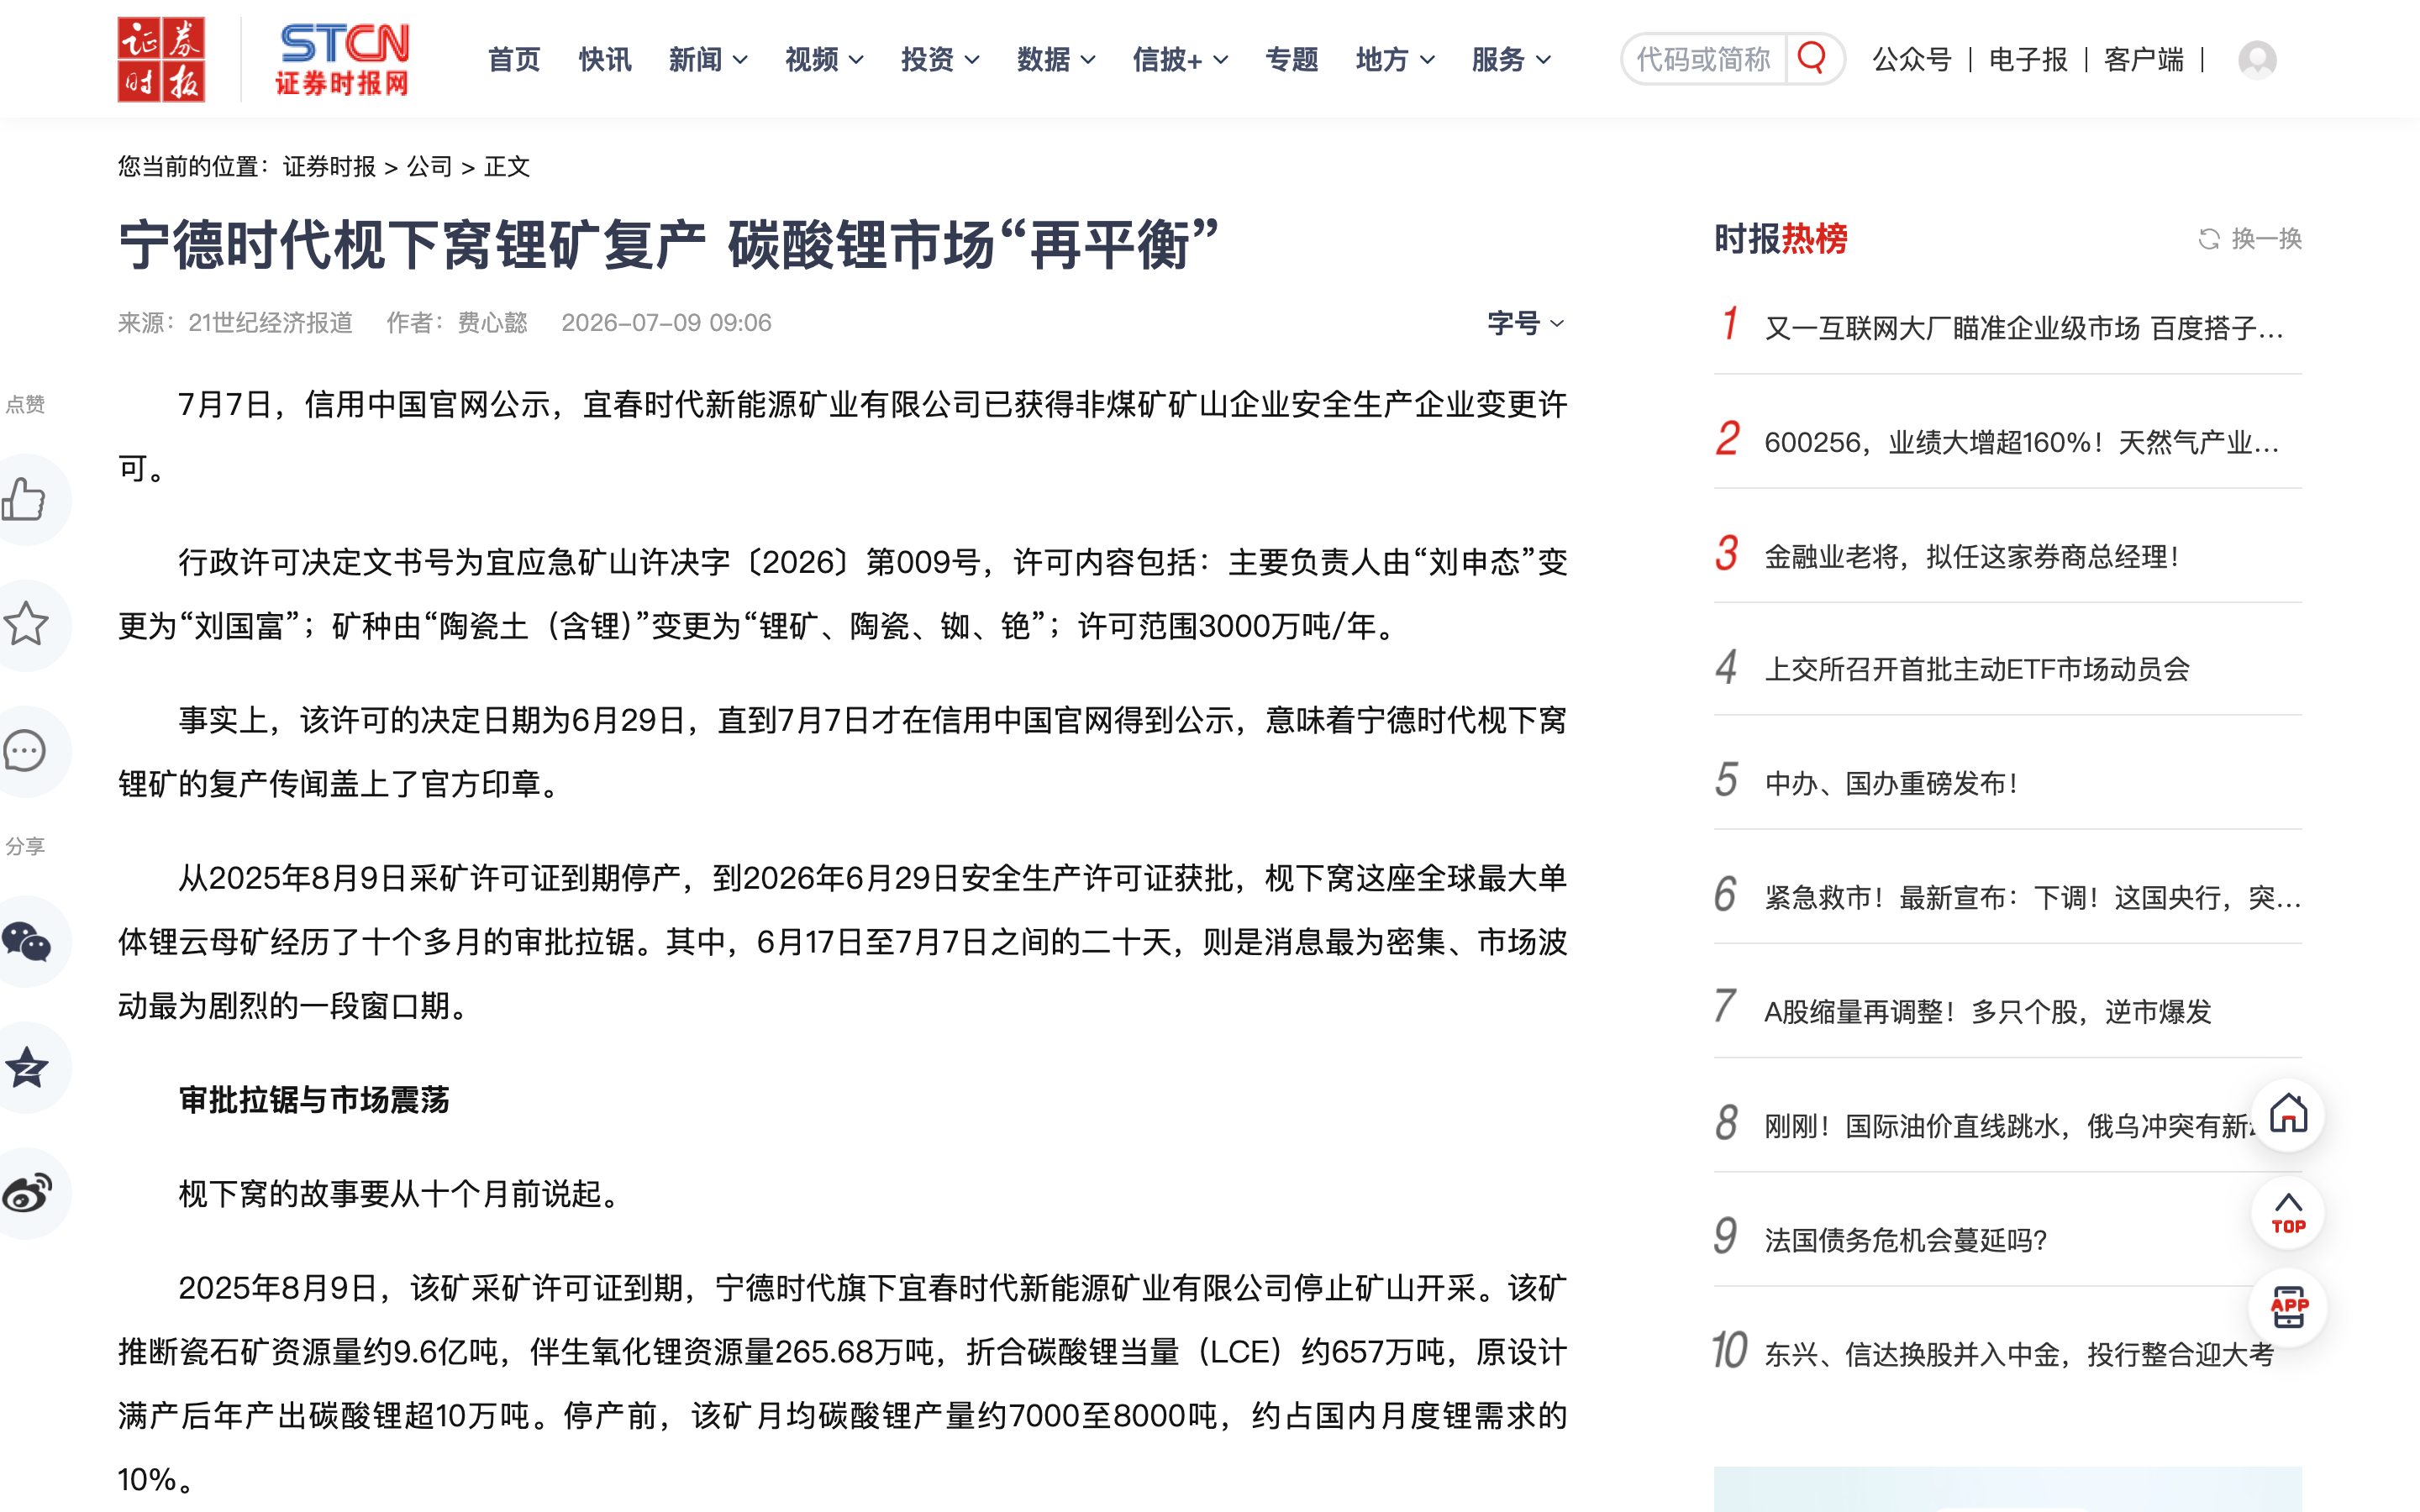 证券时报
STCN
证券时报网
首页 快讯 新闻 视频 投资 数据 信披+ 专题 地方 服务
代码或简称
公众号 | 电子报 | 客户端 |
您当前的位置：证券时报 > 公司 > 正文
宁德时代枧下窝锂矿复产 碳酸锂市场“再平衡”
来源：21世纪经济报道 作者：费心懿 2026-07-09 09:06
字号
点赞
分享
7月7日，信用中国官网公示，宜春时代新能源矿业有限公司已获得非煤矿矿山企业安全生产企业变更许
可。
行政许可决定文书号为宜应急矿山许决字〔2026〕第009号，许可内容包括：主要负责人由“刘申态”变
更为“刘国富”；矿种由“陶瓷土（含锂）”变更为“锂矿、陶瓷、铷、铯”；许可范围3000万吨/年。
事实上，该许可的决定日期为6月29日，直到7月7日才在信用中国官网得到公示，意味着宁德时代枧下窝
锂矿的复产传闻盖上了官方印章。
从2025年8月9日采矿许可证到期停产，到2026年6月29日安全生产许可证获批，枧下窝这座全球最大单
体锂云母矿经历了十个多月的审批拉锯。其中，6月17日至7月7日之间的二十天，则是消息最为密集、市场波
动最为剧烈的一段窗口期。
审批拉锯与市场震荡
枧下窝的故事要从十个月前说起。
2025年8月9日，该矿采矿许可证到期，宁德时代旗下宜春时代新能源矿业有限公司停止矿山开采。该矿
推断瓷石矿资源量约9.6亿吨，伴生氧化锂资源量265.68万吨，折合碳酸锂当量（LCE）约657万吨，原设计
满产后年产出碳酸锂超10万吨。停产前，该矿月均碳酸锂产量约7000至8000吨，约占国内月度锂需求的
10%。
时报热榜
换一换
1 又一互联网大厂瞄准企业级市场 百度搭子...
2 600256，业绩大增超160%！天然气产业...
3 金融业老将，拟任这家券商总经理！
4 上交所召开首批主动ETF市场动员会
5 中办、国办重磅发布！
6 紧急救市！最新宣布：下调！这国央行，突...
7 A股缩量再调整！多只个股，逆市爆发
8 刚刚！国际油价直线跳水，俄乌冲突有新
9 法国债务危机会蔓延吗？
10 东兴、信达换股并入中金，投行整合迎大考
TOP
APP